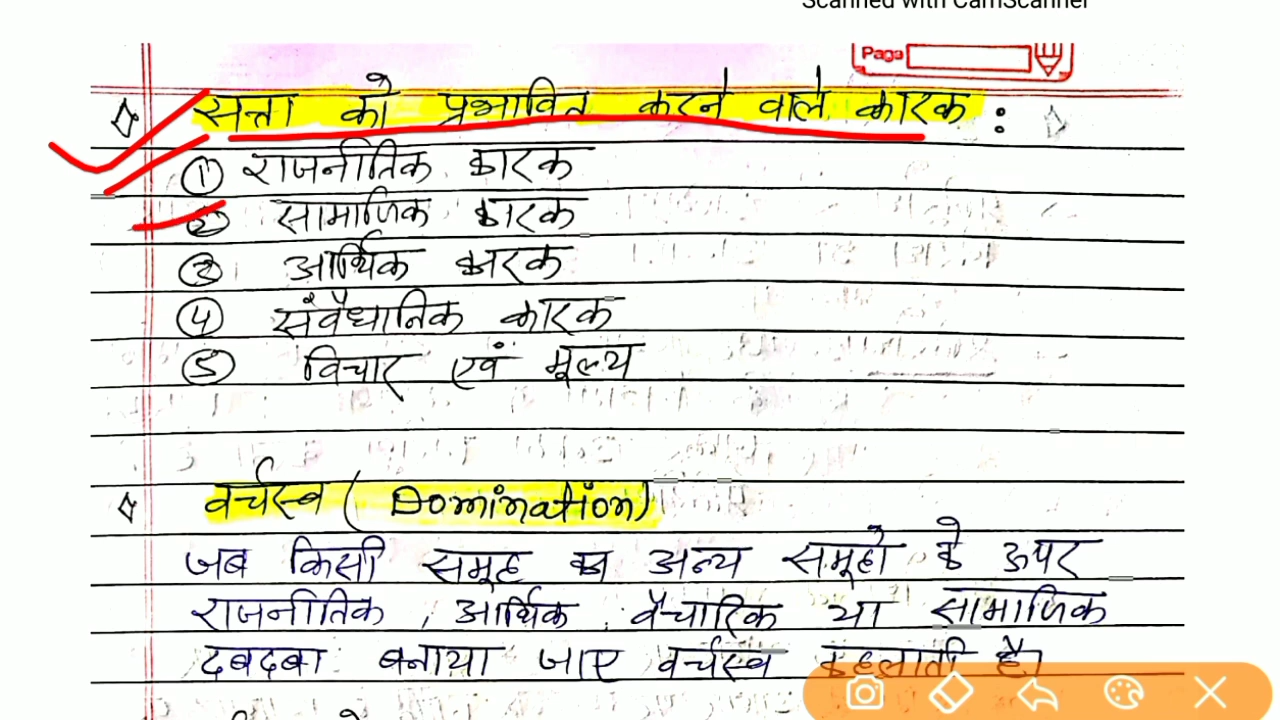 Scanned with CamScanner
Page
सत्ता को प्रभावित करने वाले कारक :
① राजनीतिक कारक
② सामाजिक कारक
③ आर्थिक कारक
④ संवैधानिक कारक
⑤ विचार एवं मूल्य
वर्चस्व ( Domination)
जब किसी समूह का अन्य समूहो के ऊपर
राजनीतिक , आर्थिक , वैचारिक या सामाजिक
दबदबा बनाया जाए वर्चस्व कहलाती है।